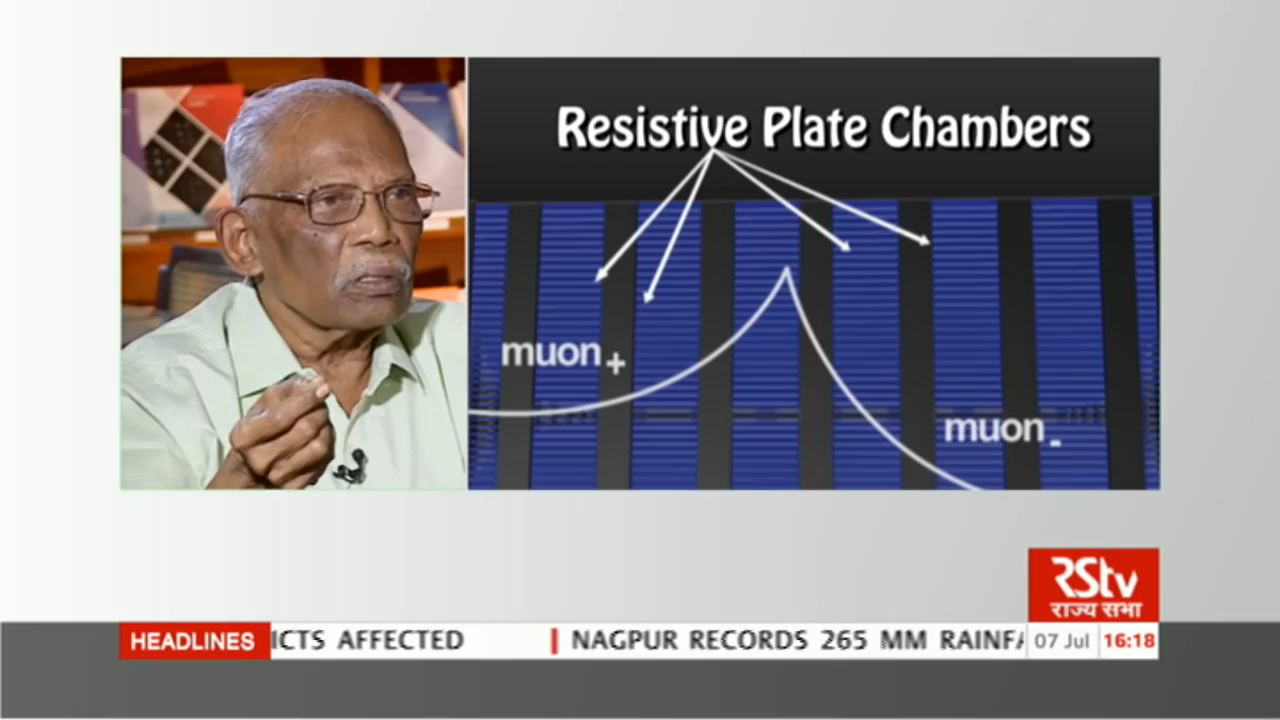 Resistive Plate Chambers
muon+
muon-
RStv
राज्य सभा
HEADLINES
ICTS AFFECTED | NAGPUR RECORDS 265 MM RAINFA
07 Jul
16:18